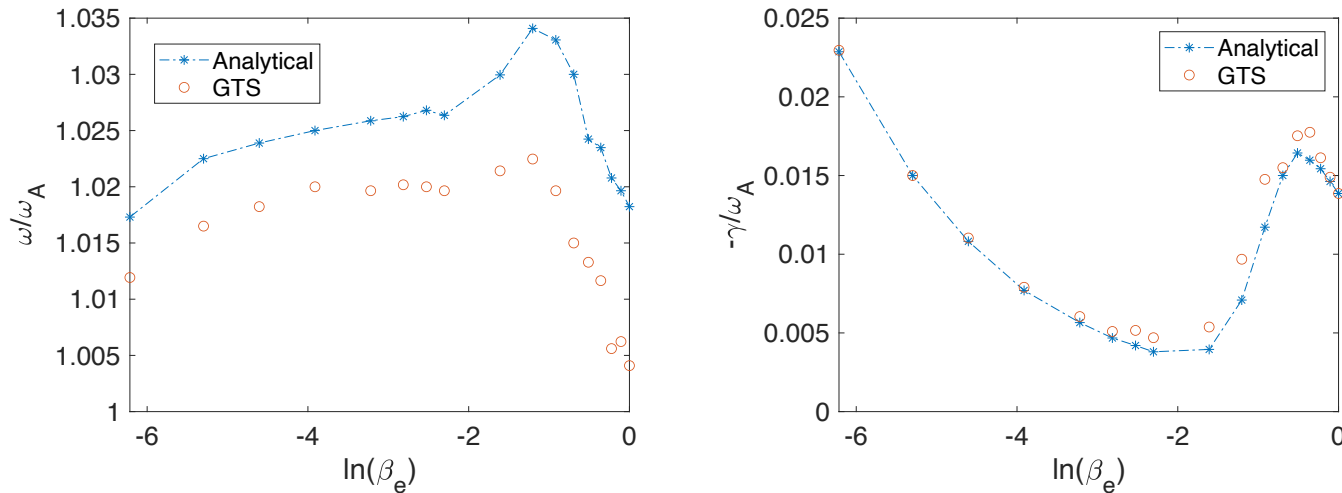 1.035
1.03
1.025
1.02
1.015
1.01
1.005
1
ω/ω_A
Analytical
GTS
-6
-4
-2
0
ln(β_e)
0.025
0.02
0.015
0.01
0.005
0
-γ/ω_A
Analytical
GTS
-6
-4
-2
0
ln(β_e)